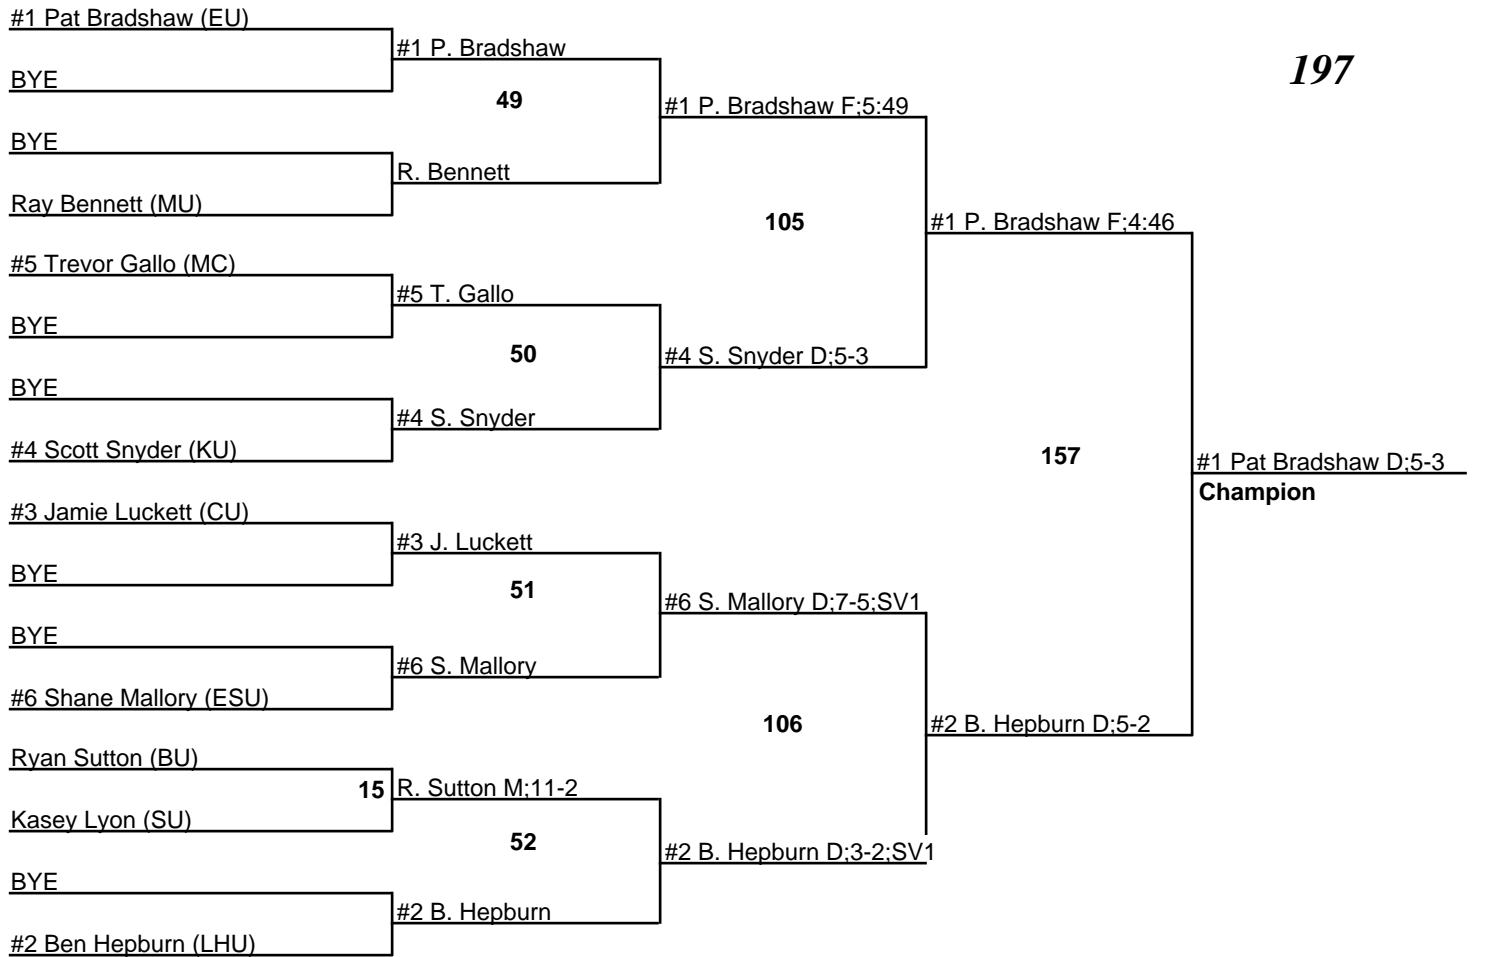 #1 Pat Bradshaw (EU)
#1 P. Bradshaw
197
BYE
49
#1 P. Bradshaw F;5:49
BYE
R. Bennett
Ray Bennett (MU)
105
#1 P. Bradshaw F;4:46
#5 Trevor Gallo (MC)
#5 T. Gallo
BYE
50
#4 S. Snyder D;5-3
BYE
#4 S. Snyder
#4 Scott Snyder (KU)
157
#1 Pat Bradshaw D;5-3
Champion
#3 Jamie Luckett (CU)
#3 J. Luckett
BYE
51
#6 S. Mallory D;7-5;SV1
BYE
#6 S. Mallory
#6 Shane Mallory (ESU)
106
#2 B. Hepburn D;5-2
Ryan Sutton (BU)
15 R. Sutton M;11-2
Kasey Lyon (SU)
52
#2 B. Hepburn D;3-2;SV1
BYE
#2 B. Hepburn
#2 Ben Hepburn (LHU)